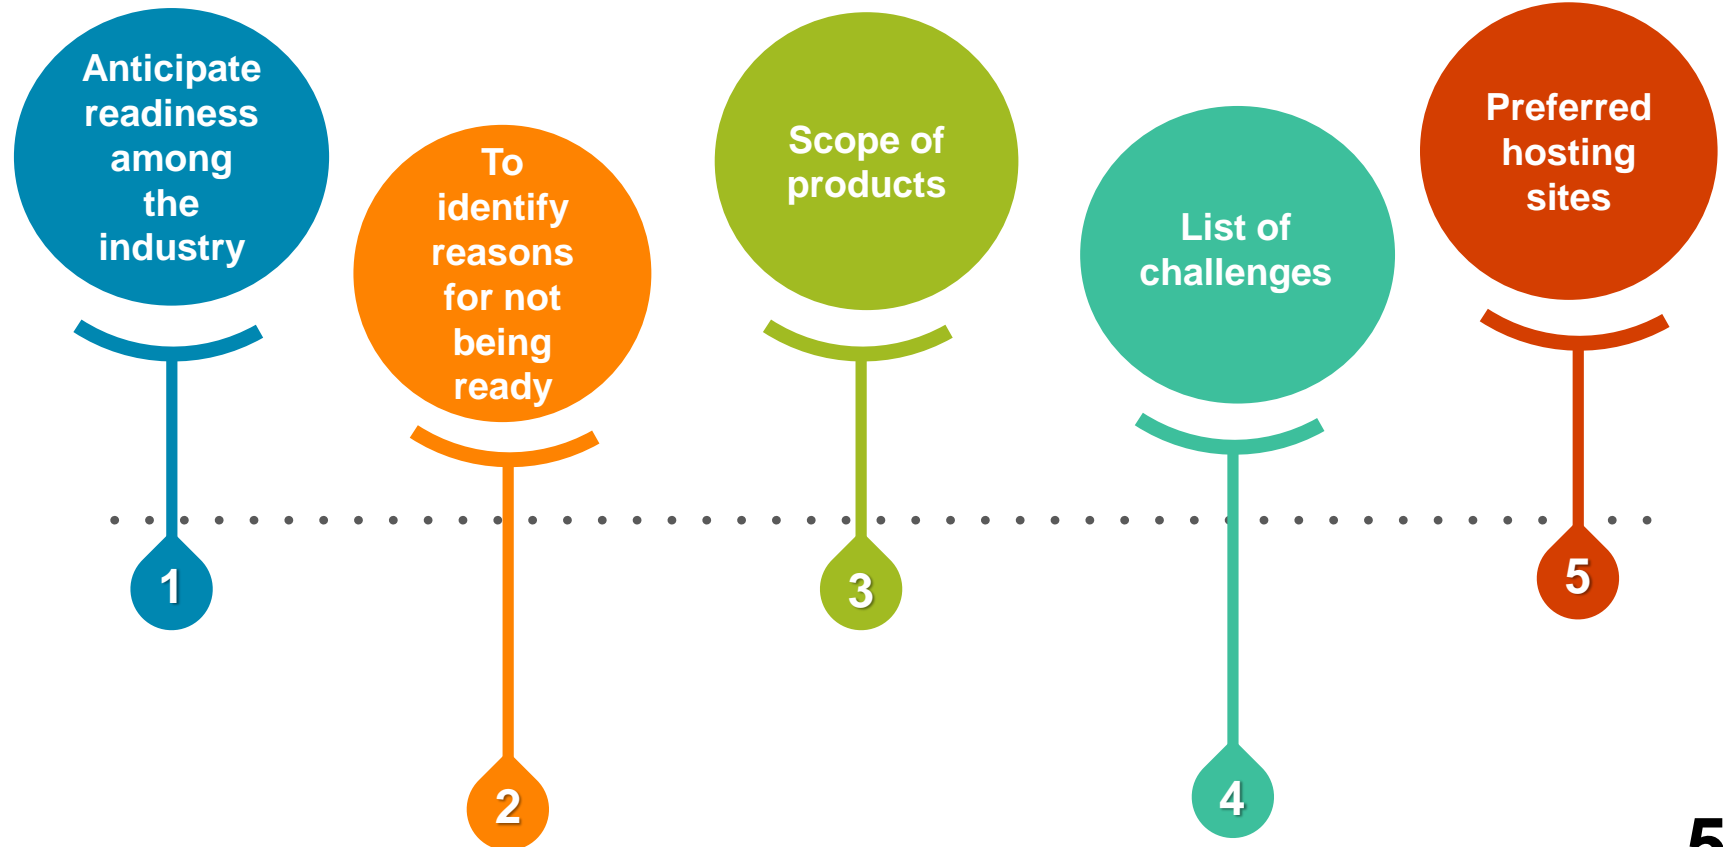 Anticipate
readiness
among
the
industry
1
To
identify
reasons
for not
being
ready
2
Scope of
products
3
List of
challenges
4
Preferred
hosting
sites
5
5